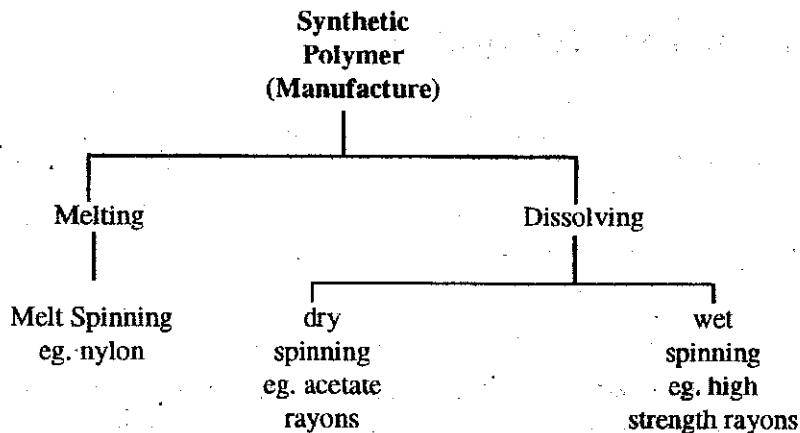 Synthetic
Polymer
(Manufacture)
Melting
Dissolving
Melt Spinning
eg. nylon
dry
spinning
eg. acetate
rayons
wet
spinning
eg. high
strength rayons